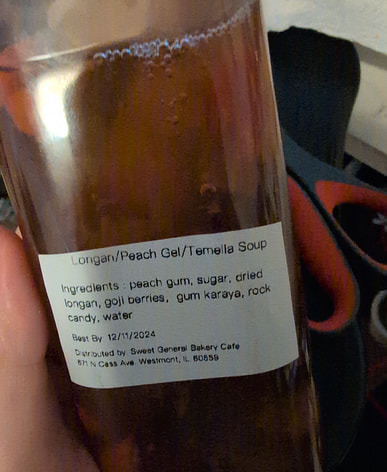 Longan/Peach Gel/Temella Soup
Ingredients : peach gum, sugar, dried
longan, goji berries, gum karaya, rock
candy, water
Best By 12/11/2024
Distributed by Sweet General Bakery Cafe
671 N Cass Ave. Westmont, IL 60559